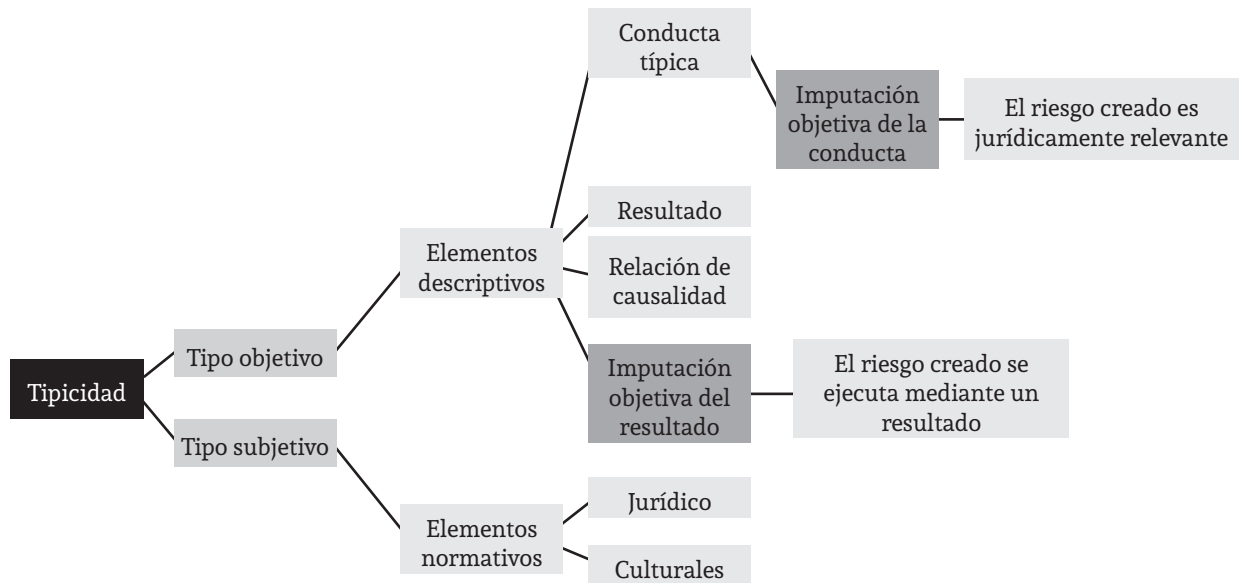 Conducta
típica
Imputación
objetiva de la
conducta
El riesgo creado es
jurídicamente relevante
Resultado
Elementos
descriptivos
Relación de
causalidad
Tipo objetivo
Imputación
objetiva del
resultado
El riesgo creado se
ejecuta mediante un
resultado
Tipicidad
Tipo subjetivo
Elementos
normativos
Jurídico
Culturales